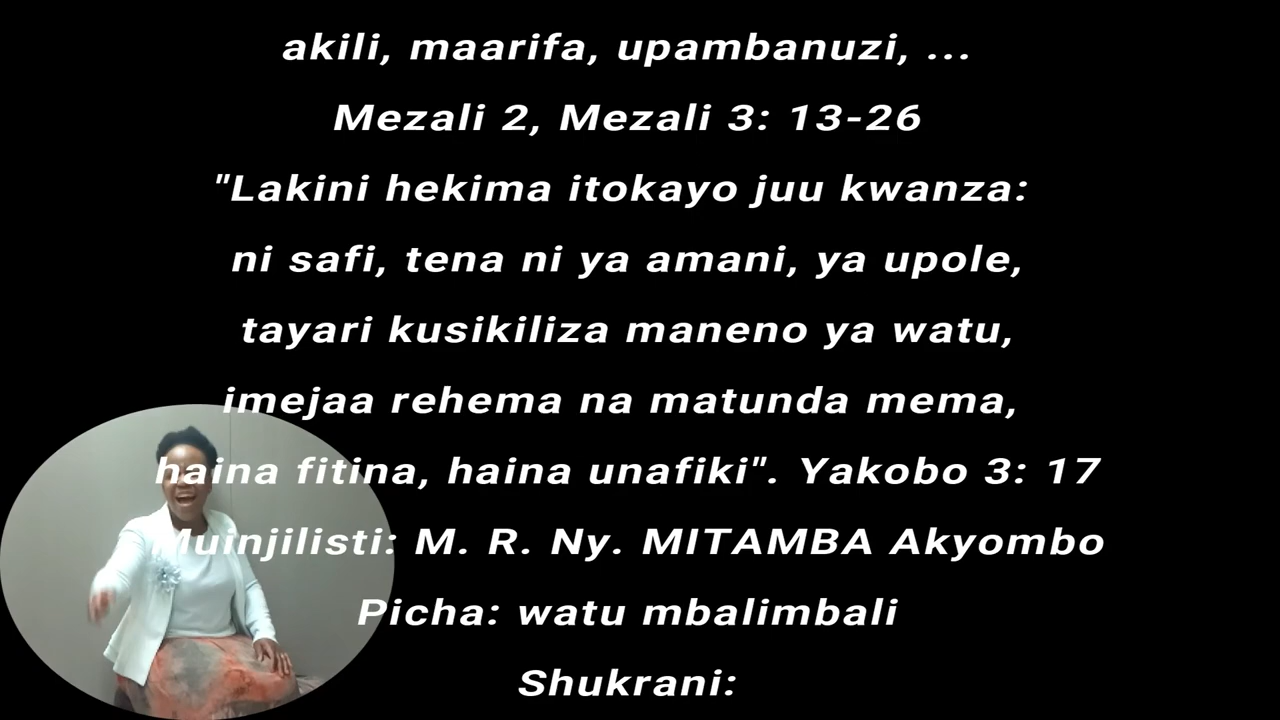 akili, maarifa, upambanuzi, ...
Mezali 2, Mezali 3: 13-26
"Lakini hekima itokayo juu kwanza:
ni safi, tena ni ya amani, ya upole,
tayari kusikiliza maneno ya watu,
imejaa rehema na matunda mema,
haina fitina, haina unafiki". Yakobo 3: 17
Muinjilisti: M. R. Ny. MITAMBA Akyombo
Picha: watu mbalimbali
Shukrani: